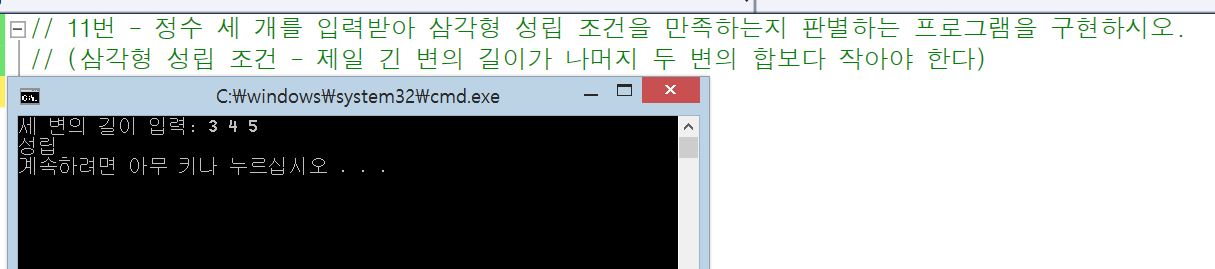 // 11번 - 정수 세 개를 입력받아 삼각형 성립 조건을 만족하는지 판별하는 프로그램을 구현하시오.
// (삼각형 성립 조건 - 제일 긴 변의 길이가 나머지 두 변의 합보다 작아야 한다)
C:\windows\system32\cmd.exe
세 변의 길이 입력: 3 4 5
성립
계속하려면 아무 키나 누르십시오 . . .